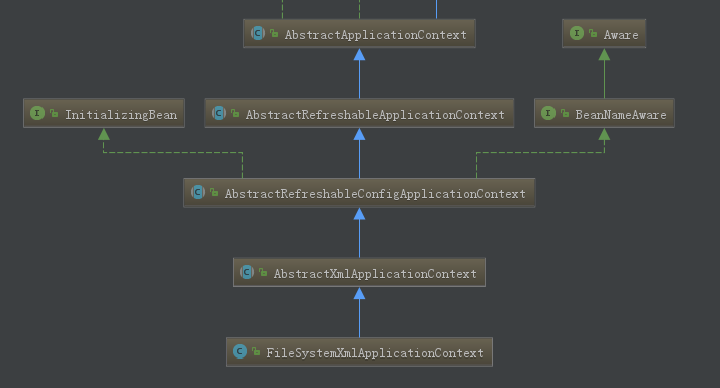 AbstractApplicationContext
Aware
InitializingBean
AbstractRefreshableApplicationContext
BeanNameAware
AbstractRefreshableConfigApplicationContext
AbstractXmlApplicationContext
FileSystemXmlApplicationContext